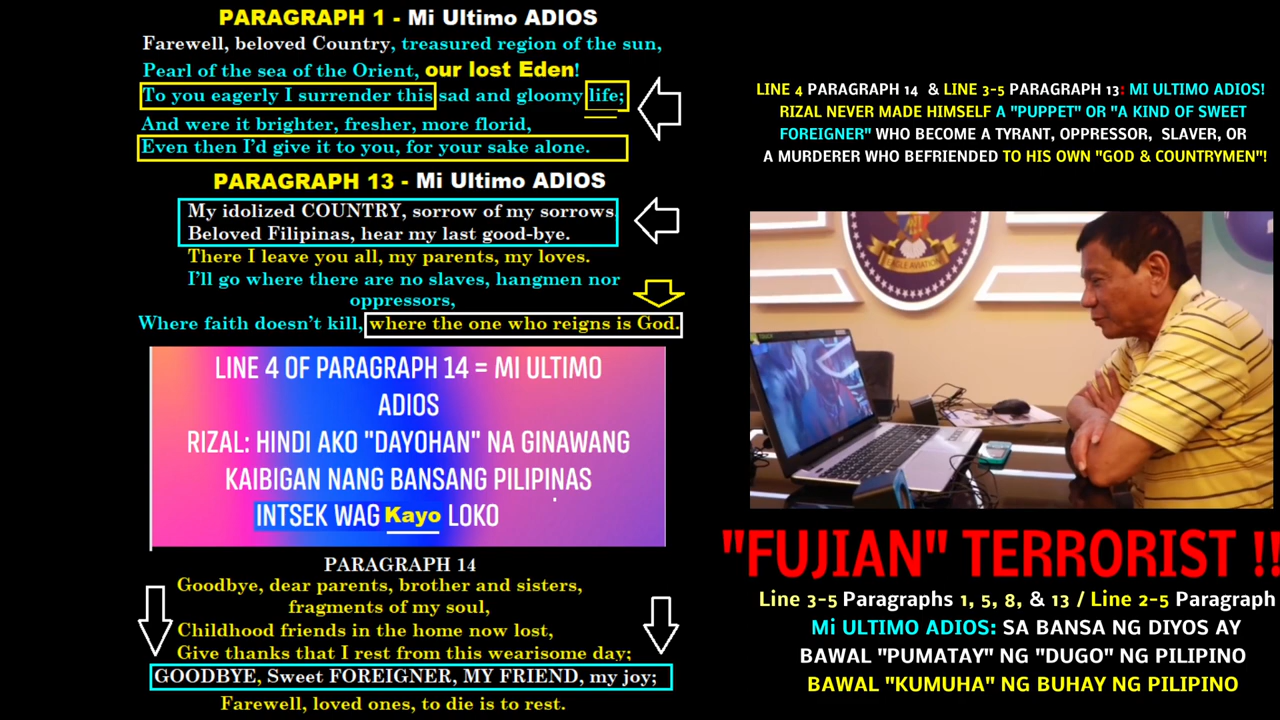 PARAGRAPH 1 - Mi Ultimo ADIOS
Farewell, beloved Country, treasured region of the sun,
Pearl of the sea of the Orient, our lost Eden!
To you eagerly I surrender this sad and gloomy life;
And were it brighter, fresher, more florid,
Even then I'd give it to you, for your sake alone.
PARAGRAPH 13 - Mi Ultimo ADIOS
My idolized COUNTRY, sorrow of my sorrows
Beloved Filipinas, hear my last good-bye.
There I leave you all, my parents, my loves.
I'll go where there are no slaves, hangmen nor
oppressors,
Where faith doesn't kill, where the one who reigns is God.
LINE 4 OF PARAGRAPH 14 = MI ULTIMO
ADIOS
RIZAL: HINDI AKO "DAYOHAN" NA GINAWANG
KAIBIGAN NANG BANSANG PILIPINAS
INTSEK WAG Kayo LOKO
PARAGRAPH 14
Goodbye, dear parents, brother and sisters,
fragments of my soul,
Childhood friends in the home now lost,
Give thanks that I rest from this wearisome day;
GOODBYE, Sweet FOREIGNER, MY FRIEND, my joy;
Farewell, loved ones, to die is to rest.
LINE 4 PARAGRAPH 14 & LINE 3-5 PARAGRAPH 13: MI ULTIMO ADIOS!
RIZAL NEVER MADE HIMSELF A "PUPPET" OR "A KIND OF SWEET
FOREIGNER" WHO BECOME A TYRANT, OPPRESSOR, SLAVER, OR
A MURDERER WHO BEFRIENDED TO HIS OWN "GOD & COUNTRYMEN"!
EAGLE AVIATION
"FUJIAN" TERRORIST !!
Line 3-5 Paragraphs 1, 5, 8, & 13 / Line 2-5 Paragraph
Mi ULTIMO ADIOS: SA BANSA NG DIYOS AY
BAWAL "PUMATAY" NG "DUGO" NG PILIPINO
BAWAL "KUMUHA" NG BUHAY NG PILIPINO